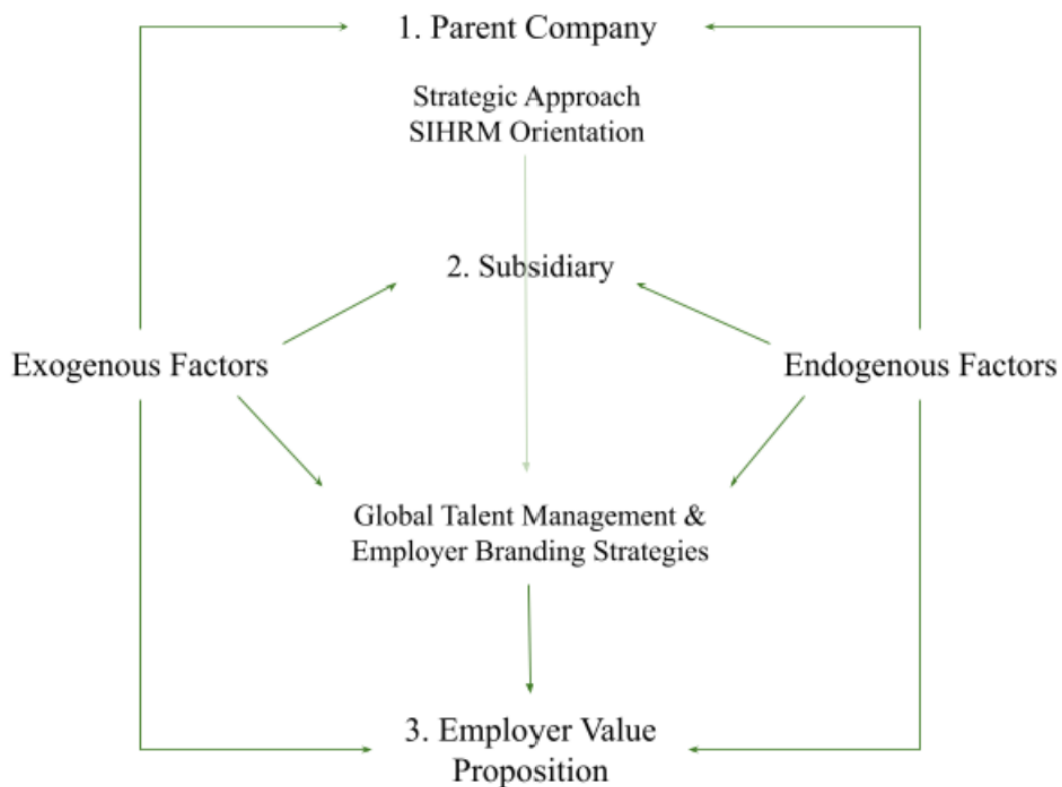 1. Parent Company
Strategic Approach
SIHRM Orientation
2. Subsidiary
Exogenous Factors
Endogenous Factors
Global Talent Management &
Employer Branding Strategies
3. Employer Value
Proposition